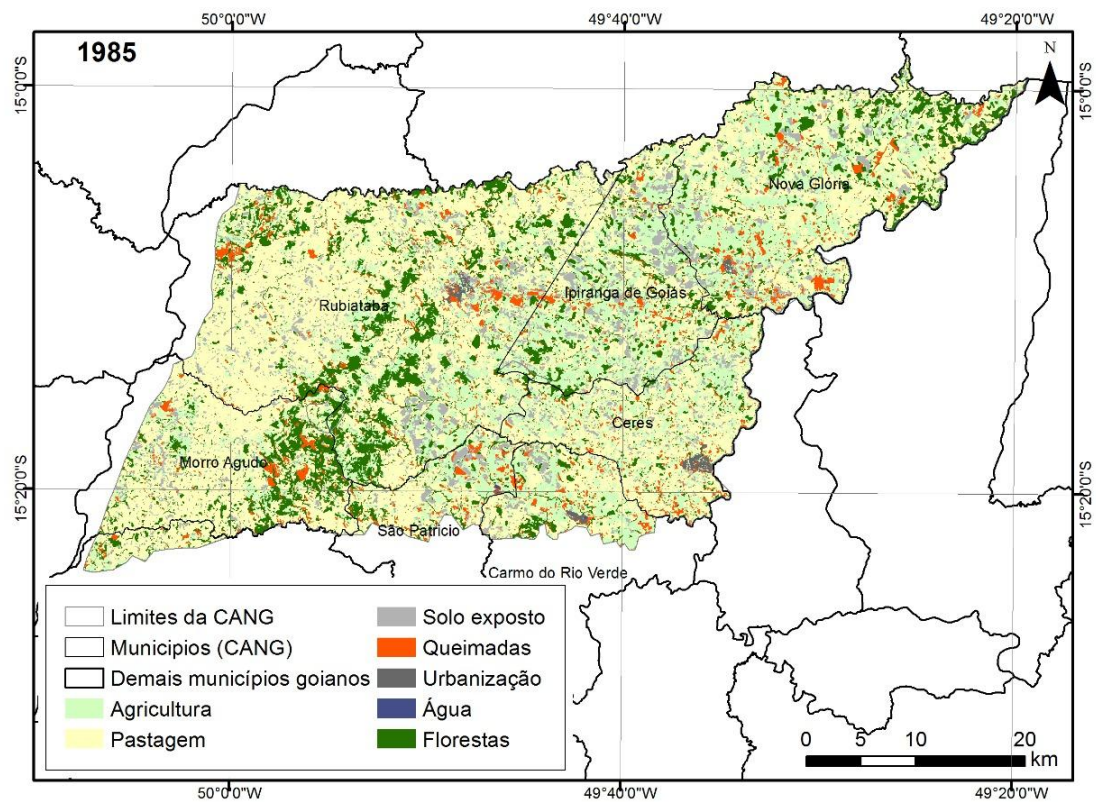 50°0'0"W 49°40'0"W 49°20'0"W
1985
N
15°0'0"S 15°0'0"S
Nova Glória
Ipiranga de Goiás
Rubiataba
Ceres
Morro Agudo
15°20'0"S 15°20'0"S
São Patrício
Carmo do Rio Verde
Limites da CANG
Municipios (CANG)
Demais municípios goianos
Agricultura
Pastagem
Solo exposto
Queimadas
Urbanização
Água
Florestas
0 5 10 20
km
50°0'0"W 49°40'0"W 49°20'0"W